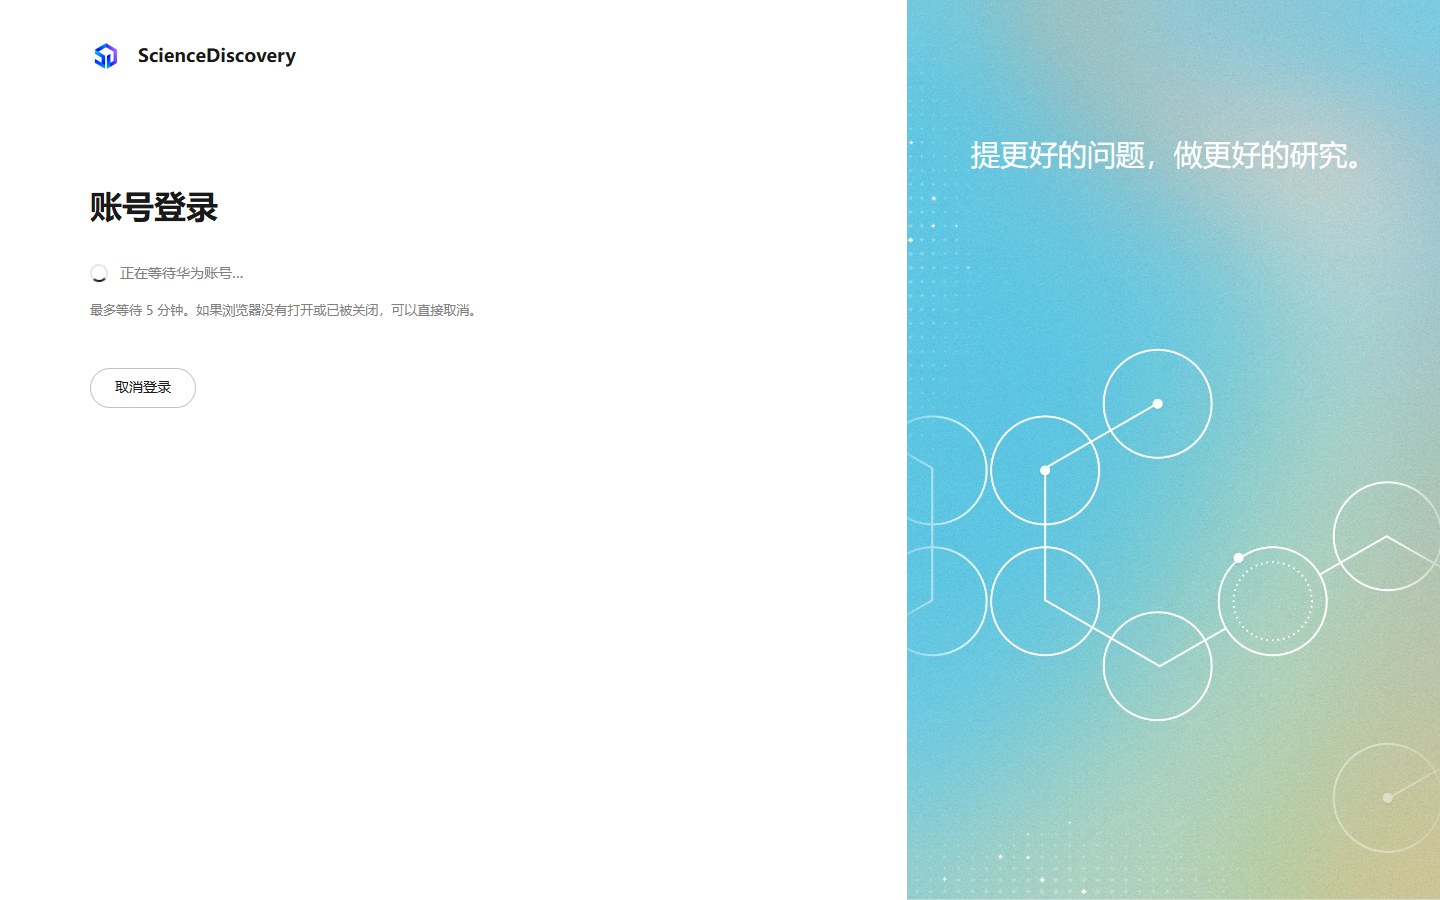 ScienceDiscovery
账号登录
正在等待华为账号...
最多等待 5 分钟。如果浏览器没有打开或已被关闭，可以直接取消。
取消登录
提更好的问题，做更好的研究。